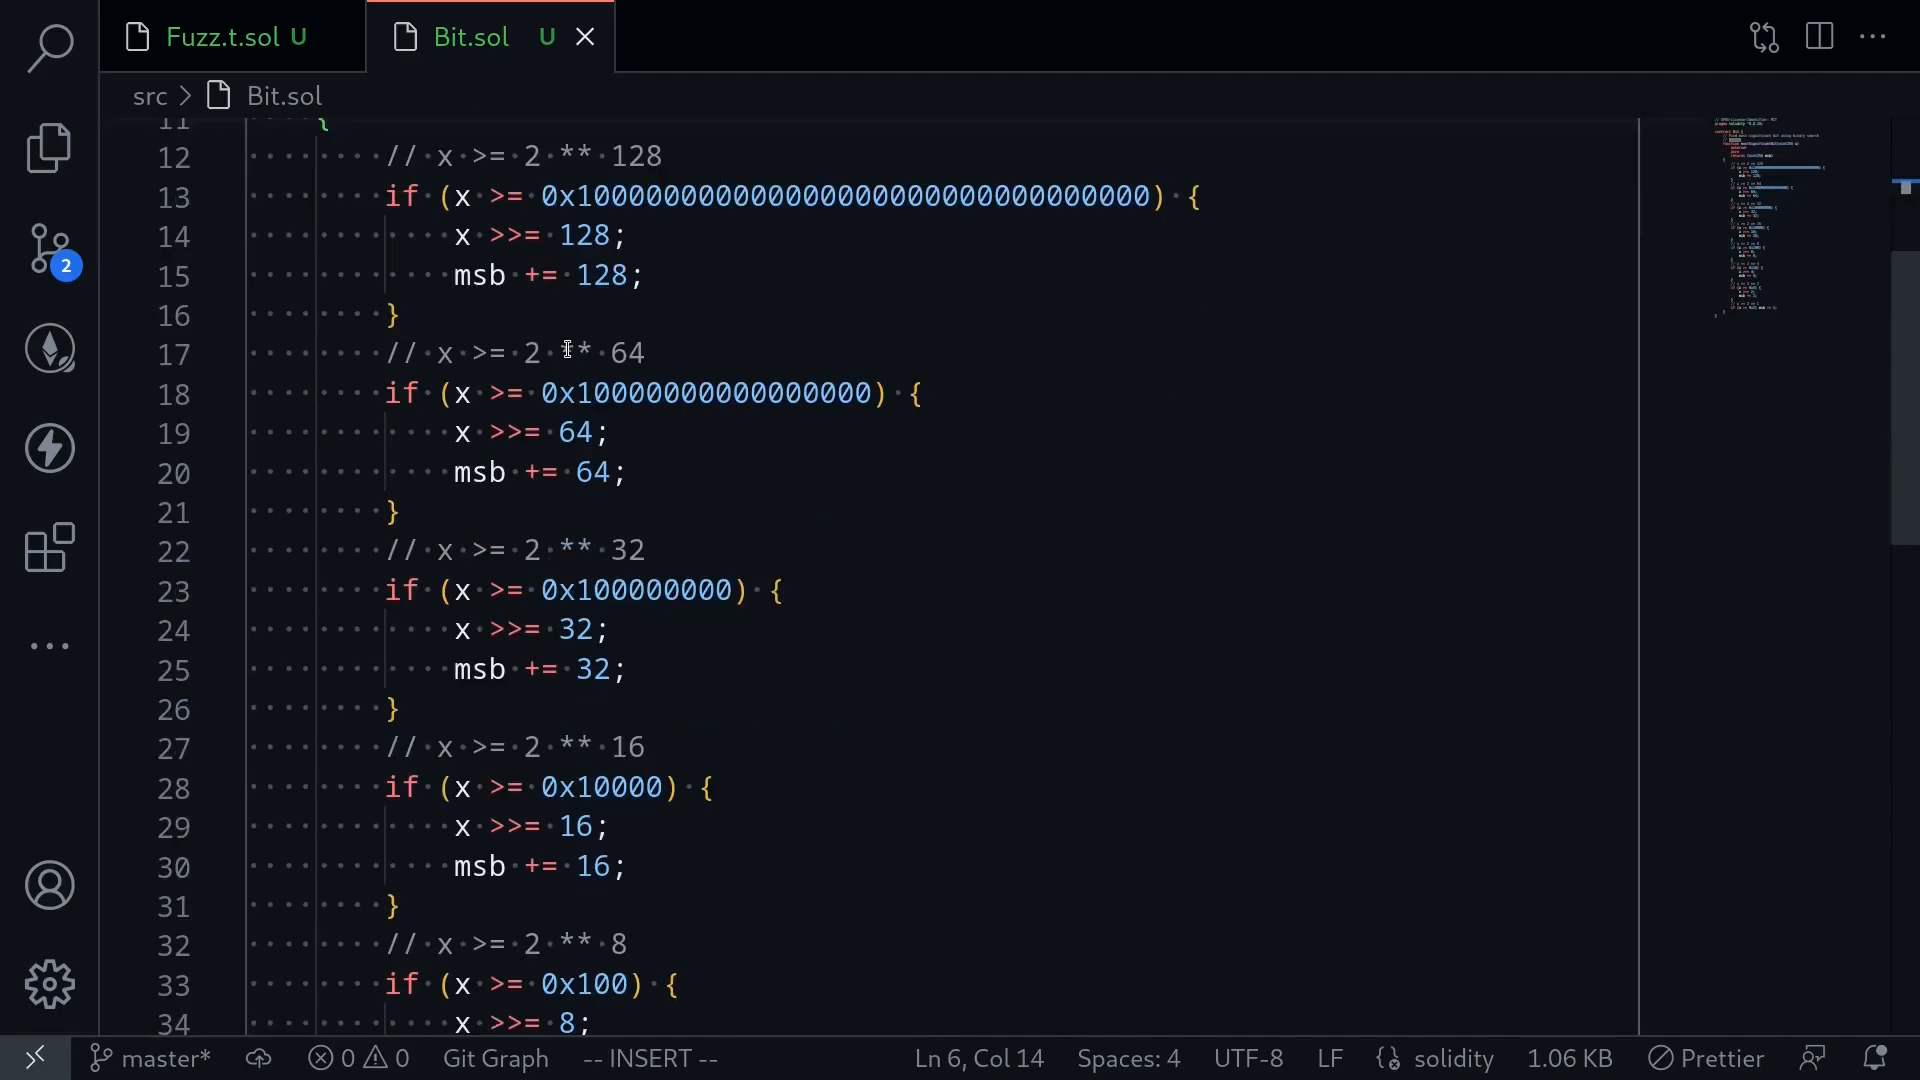 Fuzz.t.sol U
Bit.sol U
src > Bit.sol
2
11 {
12 // x >= 2 ** 128
13 if (x >= 0x100000000000000000000000000000000) {
14 x >>= 128;
15 msb += 128;
16 }
17 // x >= 2 ** 64
18 if (x >= 0x10000000000000000) {
19 x >>= 64;
20 msb += 64;
21 }
22 // x >= 2 ** 32
23 if (x >= 0x100000000) {
24 x >>= 32;
25 msb += 32;
26 }
27 // x >= 2 ** 16
28 if (x >= 0x10000) {
29 x >>= 16;
30 msb += 16;
31 }
32 // x >= 2 ** 8
33 if (x >= 0x100) {
34 x >>= 8;
master* 0 0 Git Graph -- INSERT -- Ln 6, Col 14 Spaces: 4 UTF-8 LF solidity 1.06 KB Prettier